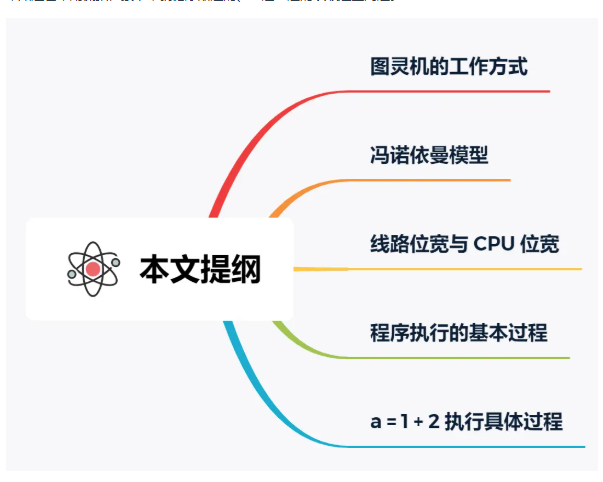 图灵机的工作方式
冯诺依曼模型
本文提纲
线路位宽与 CPU 位宽
程序执行的基本过程
a = 1 + 2 执行具体过程